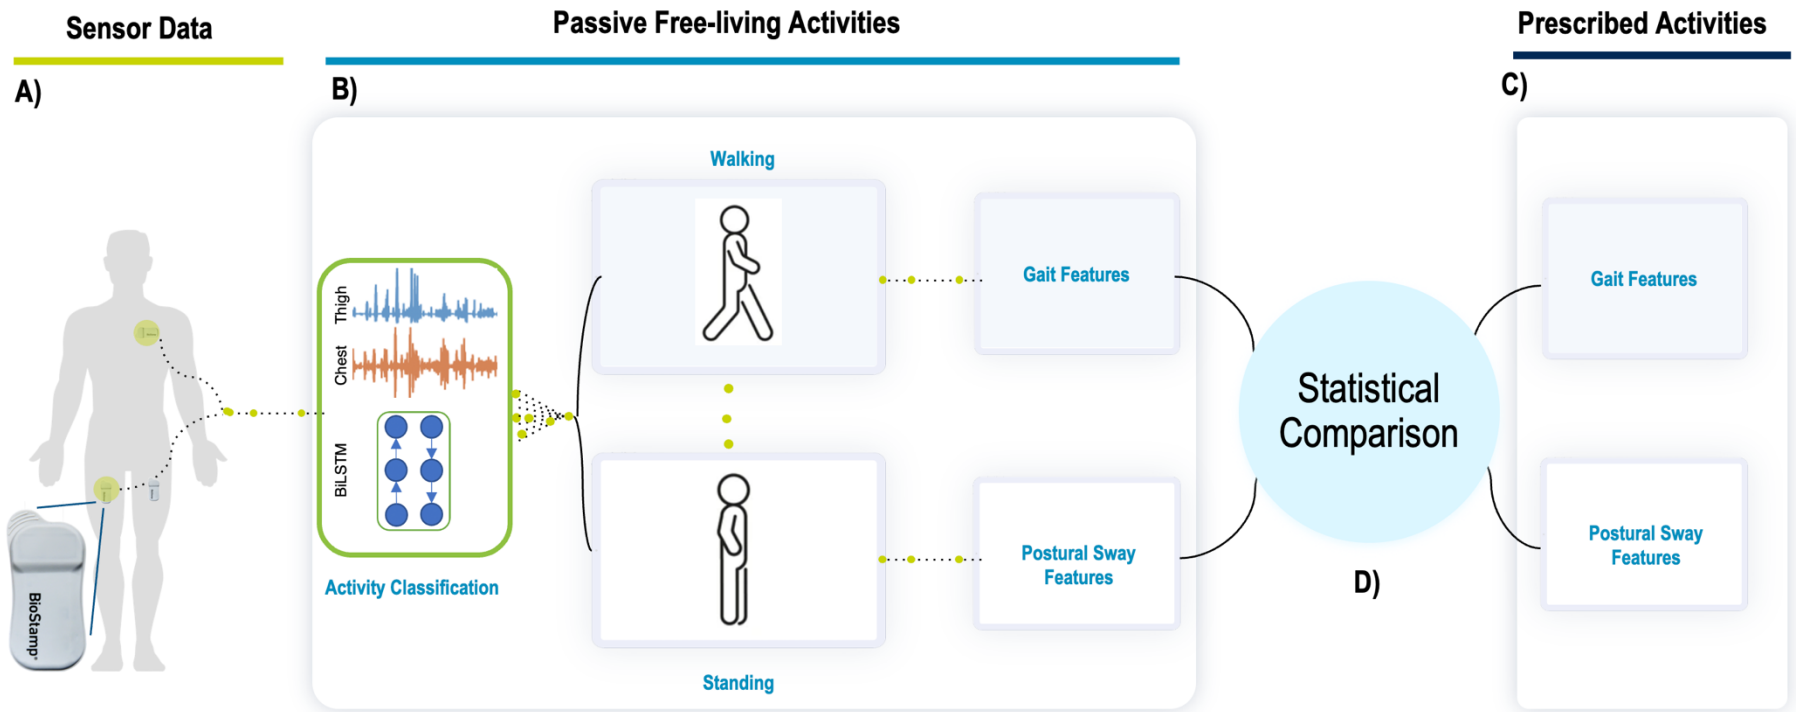 Sensor Data
Passive Free-living Activities
Prescribed Activities
A)
B)
C)
Walking
Thigh
Chest
BiLSTM
Activity Classification
Gait Features
Postural Sway
Features
Standing
Statistical
Comparison
D)
Gait Features
Postural Sway
Features
BioStamp®